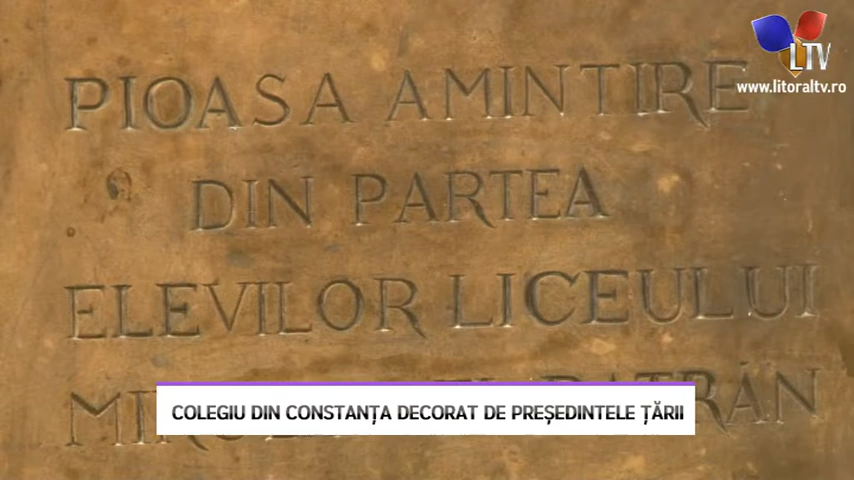 LTV
www.litoraltv.ro
PIOASA AMINTIRE
DIN PARTEA
ELEVILOR LICEULUI
COLEGIU DIN CONSTANȚA DECORAT DE PREȘEDINTELE ȚĂRII